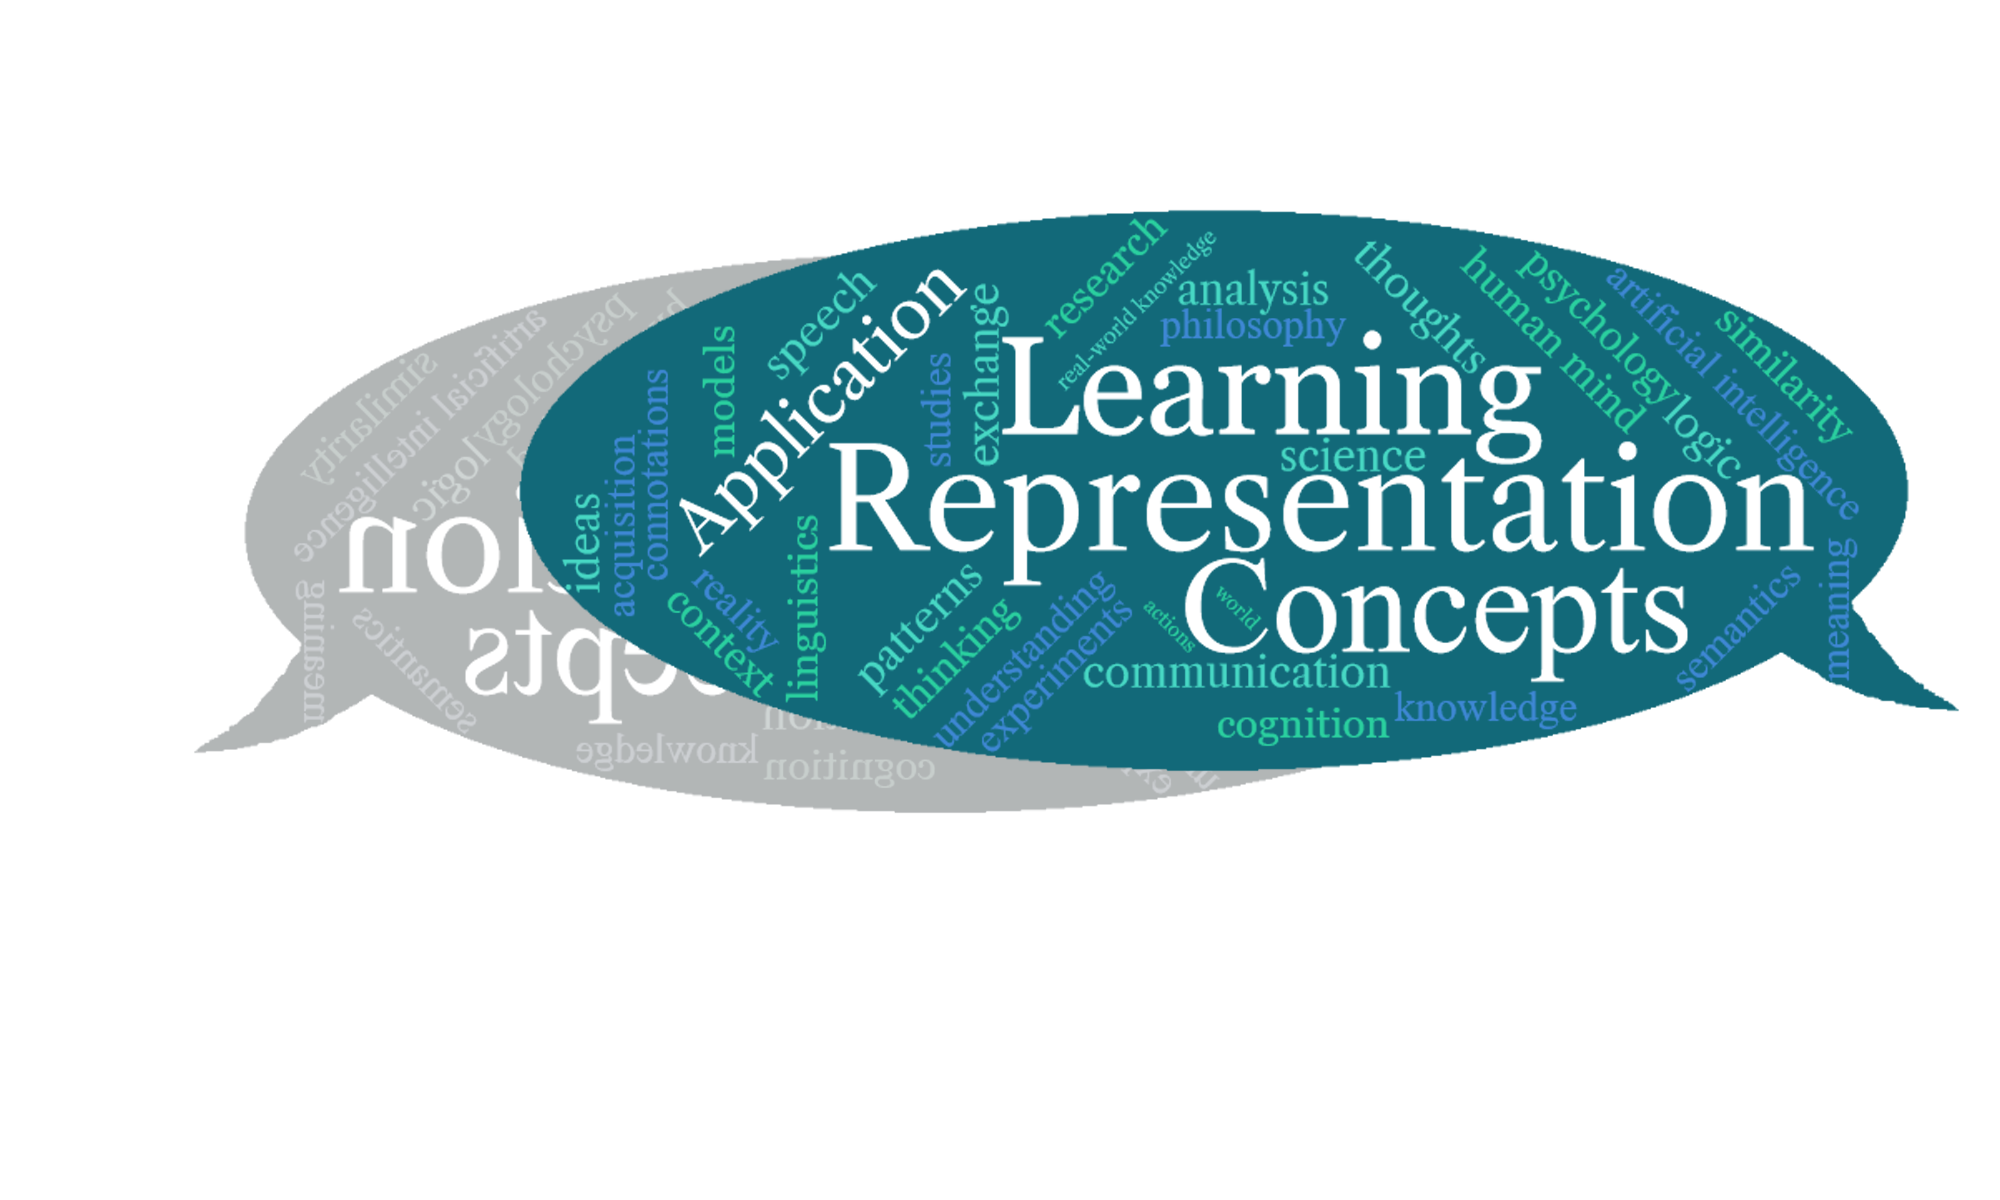 research
real-world knowledge
analysis
philosophy
thoughts
human mind
psychology
artificial intelligence
similarity
speech
Application
models
studies
exchange
Learning
logic
connotations
acquisition
ideas
science
Representation
linguistics
reality
context
patterns
thinking
understanding
experiments
actions
world
Concepts
communication
semantics
meaning
knowledge
cognition
similarity
artificial intelligence
psychology
logic
meaning
semantics
knowledge
cognition